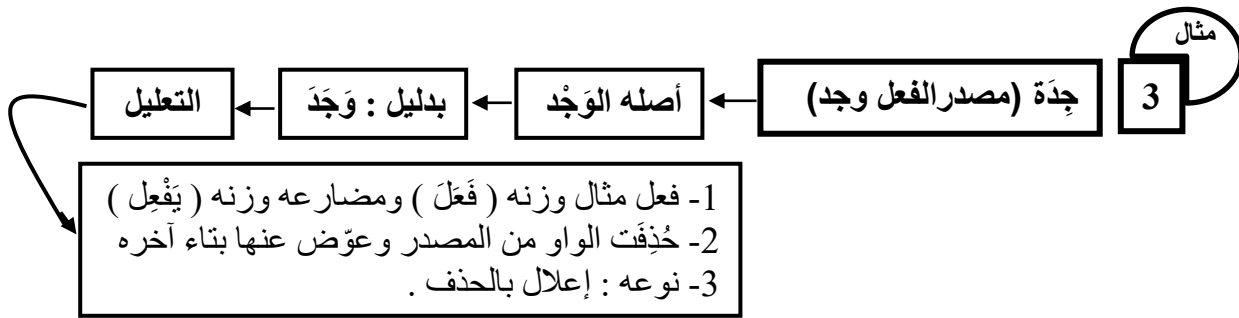 مثال
3
جِدَة (مصدرالفعل وجد)
أصله الوَجْد
بدليل : وَجَدَ
التعليل
1- فعل مثال وزنه ( فَعَلَ ) ومضارعه وزنه ( يَفْعِل )
2- حُذِفَت الواو من المصدر وعوّض عنها بتاء آخره
3- نوعه : إعلال بالحذف .